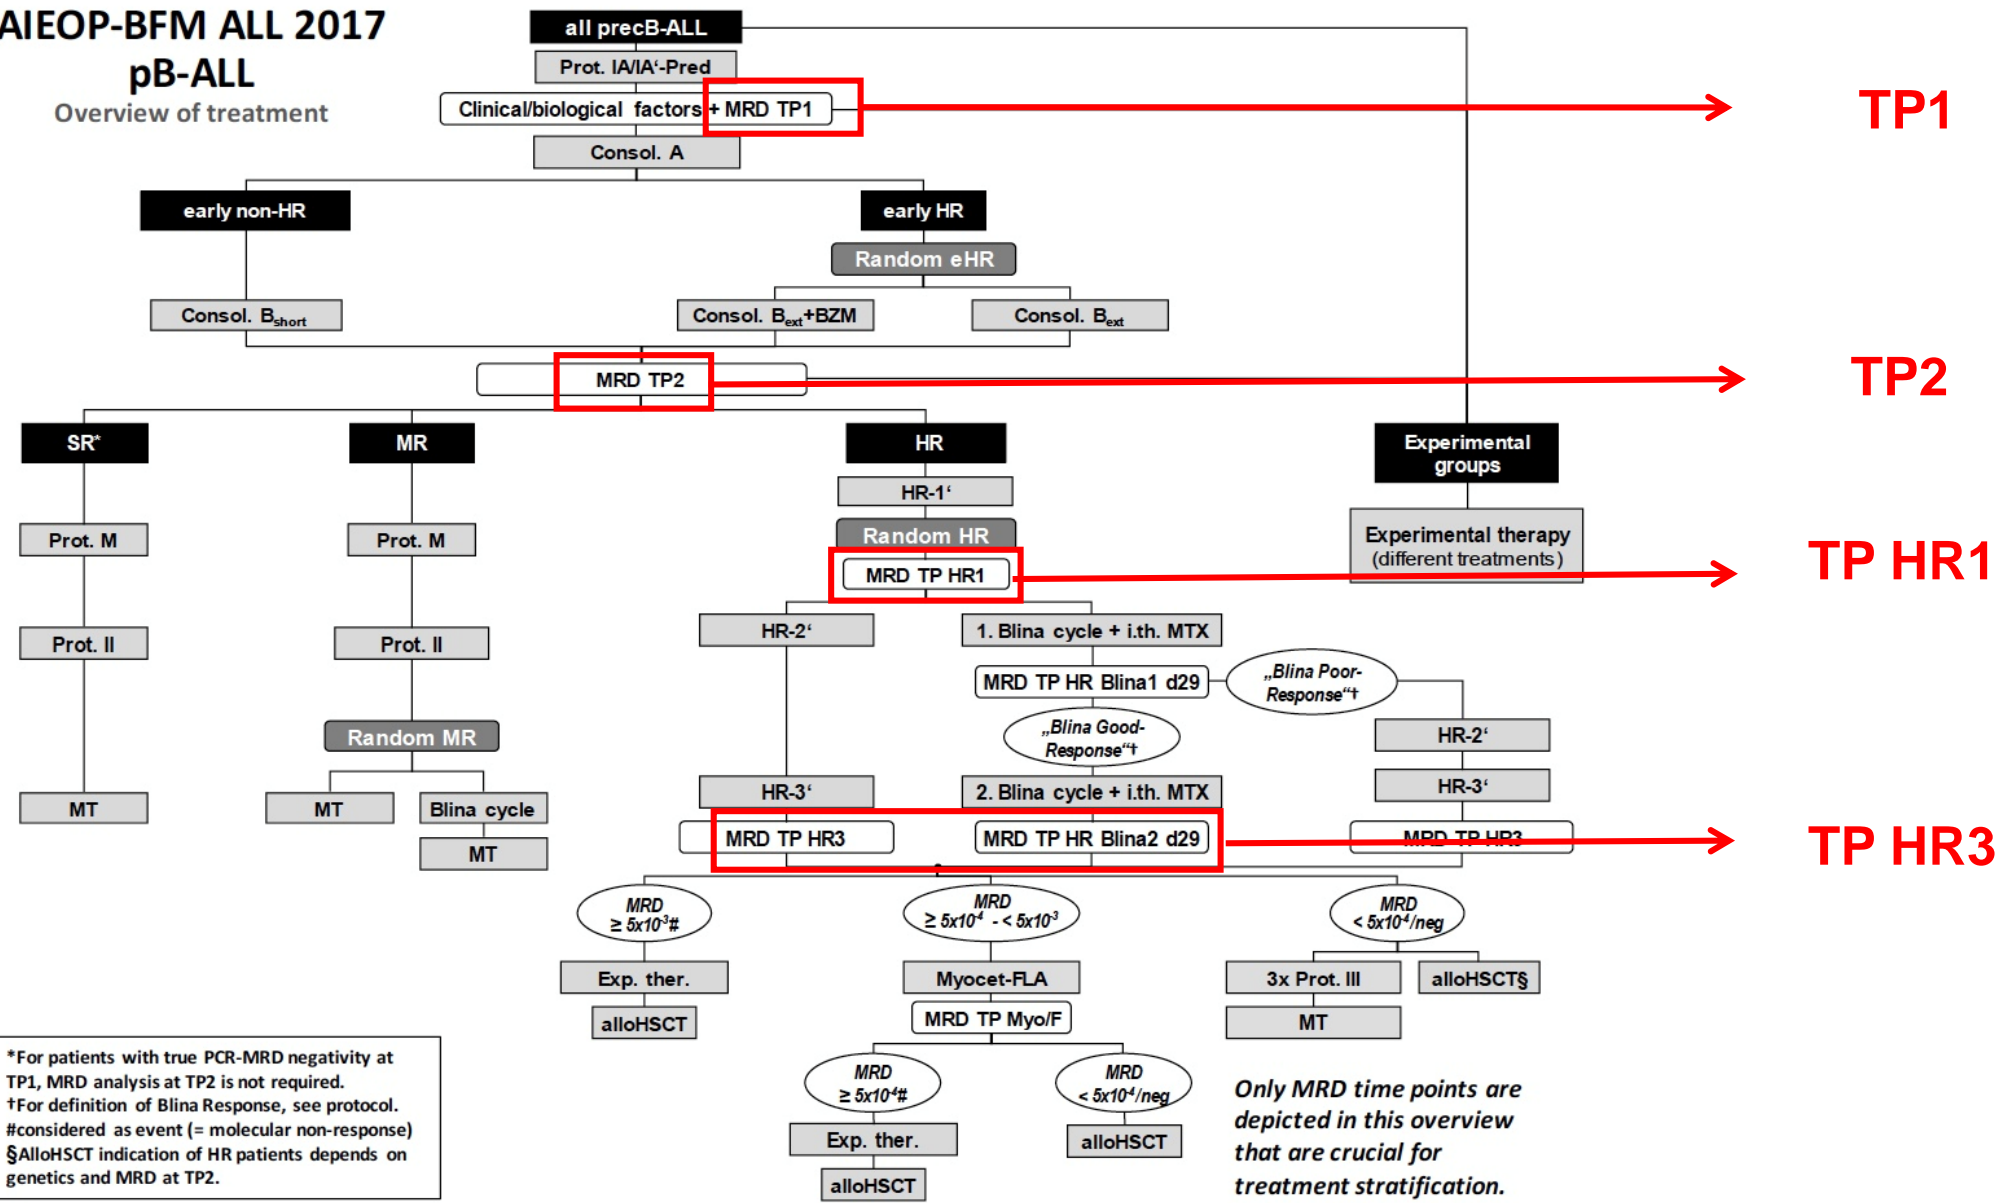 AIEOP-BFM ALL 2017
pB-ALL
Overview of treatment
all precB-ALL
Prot. IA/IA‘-Pred
Clinical/biological factors + MRD TP1
TP1
Consol. A
early non-HR
early HR
Random eHR
Consol. Bshort
Consol. Bext+BZM
Consol. Bext
MRD TP2
TP2
SR*
MR
HR
Experimental
groups
HR-1‘
Prot. M
Prot. M
Random HR
Experimental therapy
(different treatments)
MRD TP HR1
TP HR1
Prot. II
Prot. II
HR-2‘
1. Blina cycle + i.th. MTX
MRD TP HR Blina1 d29
„Blina Poor-
Response“†
Random MR
„Blina Good-
Response“†
HR-2‘
MT
MT
Blina cycle
HR-3‘
2. Blina cycle + i.th. MTX
HR-3‘
MT
MRD TP HR3
MRD TP HR Blina2 d29
MRD TP HR3
TP HR3
MRD
≥ 5x10-3#
MRD
≥ 5x10-4 - < 5x10-3
MRD
< 5x10-4/neg
Exp. ther.
Myocet-FLA
3x Prot. III
alloHSCT§
alloHSCT
MRD TP Myo/F
MT
MRD
≥ 5x10-4#
MRD
< 5x10-4/neg
Exp. ther.
alloHSCT
alloHSCT
*For patients with true PCR-MRD negativity at
TP1, MRD analysis at TP2 is not required.
†For definition of Blina Response, see protocol.
#considered as event (= molecular non-response)
§AlloHSCT indication of HR patients depends on
genetics and MRD at TP2.
Only MRD time points are
depicted in this overview
that are crucial for
treatment stratification.